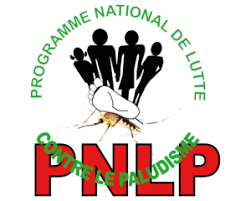 PROGRAMME NATIONAL DE LUTTE
CONTRE LE PALUDISME
PNLP